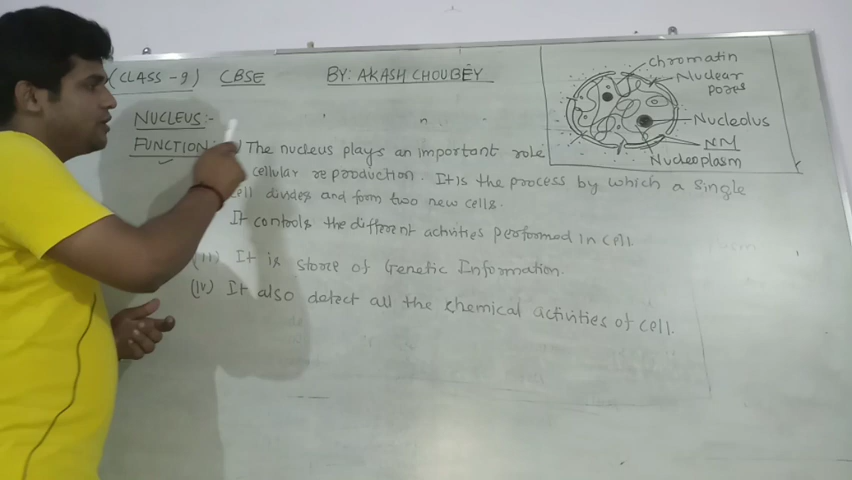 (CLASS-9) CBSE BY: AKASH CHOUBEY
NUCLEUS:-
FUNCTION The nucleus plays an important role
cellular reproduction. It is the process by which a single
cell divides and form two new cells.
It controls the different activities performed in cell.
(iii) It is store of Genetic Information.
(iv) It also detect all the chemical activities of cell.
chromatin
Nuclear
pores
Nucleolus
NM
Nucleoplasm